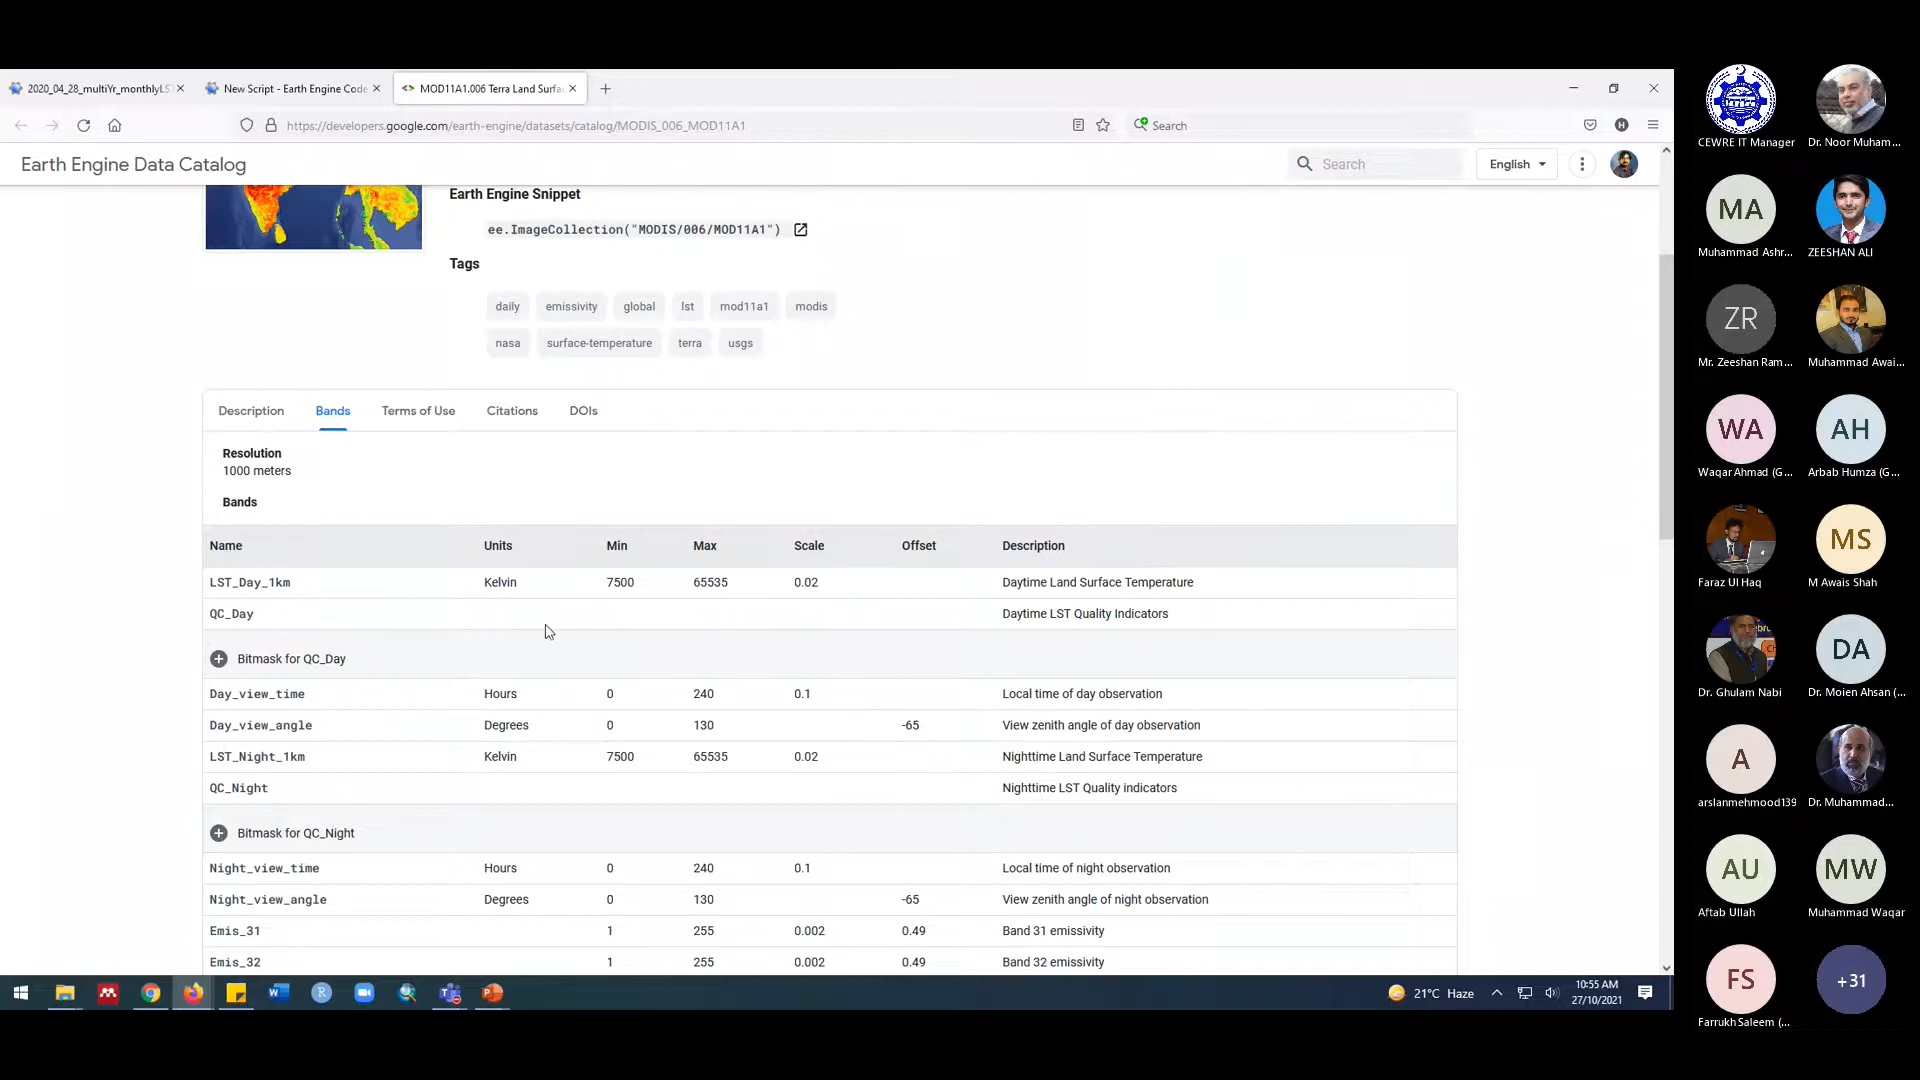 2020_04_28_multiYr_monthlyLS
New Script - Earth Engine Code
MOD11A1.006 Terra Land Surfa
https://developers.google.com/earth-engine/datasets/catalog/MODIS_006_MOD11A1
Search
H
Earth Engine Data Catalog
Search
English
Earth Engine Snippet
ee.ImageCollection("MODIS/006/MOD11A1")
Tags
daily
emissivity
global
lst
mod11a1
modis
nasa
surface-temperature
terra
usgs
Description
Bands
Terms of Use
Citations
DOIs
Resolution
1000 meters
Bands
Name Units Min Max Scale Offset Description
LST_Day_1km Kelvin 7500 65535 0.02 Daytime Land Surface Temperature
QC_Day Daytime LST Quality Indicators
Bitmask for QC_Day
Day_view_time Hours 0 240 0.1 Local time of day observation
Day_view_angle Degrees 0 130 -65 View zenith angle of day observation
LST_Night_1km Kelvin 7500 65535 0.02 Nighttime Land Surface Temperature
QC_Night Nighttime LST Quality indicators
Bitmask for QC_Night
Night_view_time Hours 0 240 0.1 Local time of night observation
Night_view_angle Degrees 0 130 -65 View zenith angle of night observation
Emis_31 1 255 0.002 0.49 Band 31 emissivity
Emis_32 1 255 0.002 0.49 Band 32 emissivity
21°C Haze
10:55 AM
27/10/2021
CEWRE IT Manager
Dr. Noor Muham...
MA
Muhammad Ashr...
ZEESHAN ALI
ZR
Mr. Zeeshan Ram...
Muhammad Awai...
WA
Waqar Ahmad (G...
AH
Arbab Humza (G...
Faraz Ul Haq
MS
M Awais Shah
Dr. Ghulam Nabi
DA
Dr. Moien Ahsan (...
A
arslanmehmood139
Dr. Muhammad...
AU
Aftab Ullah
MW
Muhammad Waqar
FS
Farrukh Saleem (...
+31